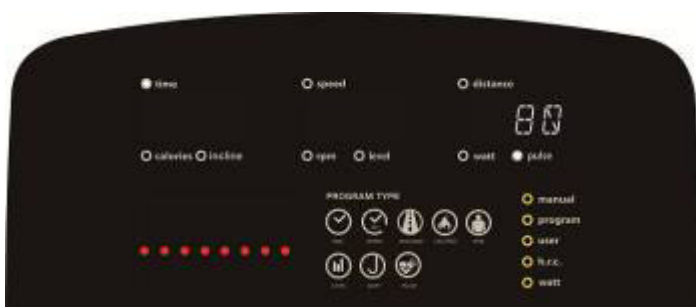 time speed distance
80
calories incline rpm level watt pulse
PROGRAM TYPE
manual
program
user
h.r.c.
watt